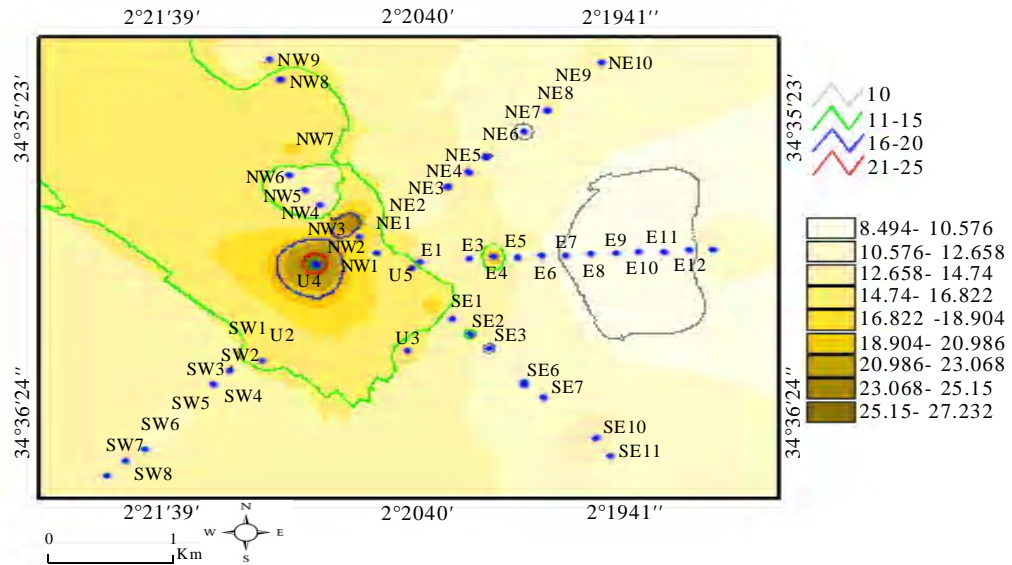 2°21′39′ 2°2040′ 2°1941′′
34°35′23′
34°35′23′
NW9
NW8
NE10
NE9
NE8
NE7
NE6
NW7
NE5
NE4
NW6
NE3
NW5
NE2
NW4
NE1
NW3
NW2
E1 E3 E5 E7 E9 E11
NW1
U5 E4 E6 E8 E10 E12
U4
SE1
SW1
U2
SE2
U3
SE3
SW2
SW3
SE6
SE7
SW5 SW4
SW6
SE10
SW7
SE11
SW8
34°36′24″
34°36′24″
2°21′39′ 2°2040′ 2°1941′′
10
11-15
16-20
21-25
8.494- 10.576
10.576- 12.658
12.658- 14.74
14.74- 16.822
16.822 -18.904
18.904- 20.986
20.986- 23.068
23.068- 25.15
25.15- 27.232
0 1
Km
N
W E
S